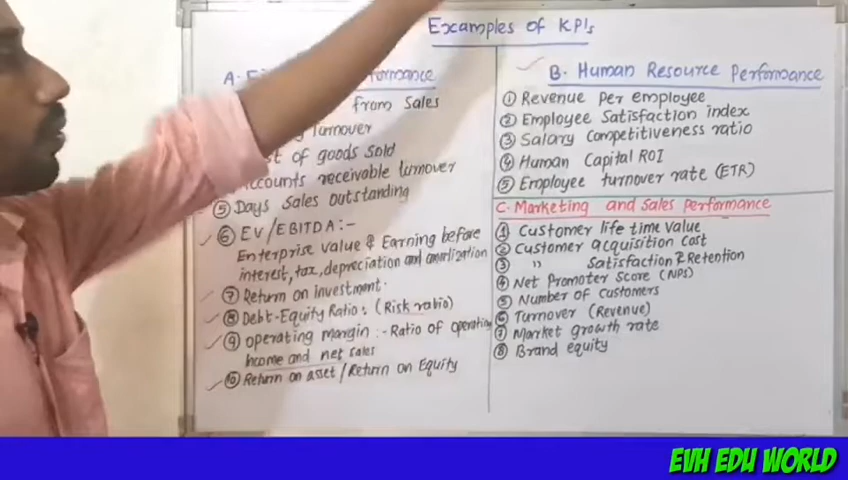 Examples of KPIs
A. formance
from Sales
Turnover
of goods Sold
Accounts receivable turnover
⑤ Days Sales outstanding
⑥ EV/EBITDA:-
Enterprise value & Earning before
interest, tax, depreciation and amortization
⑦ Return on investment.
⑧ Debt-Equity Ratio: (Risk ratio)
⑨ operating margin :- Ratio of operating
income and net sales
⑩ Return on asset/Return on Equity
B. Human Resource Performance
① Revenue Per employee
② Employee Satisfaction index
③ Salary Competitiveness ratio
④ Human Capital ROI
⑤ Employee turnover rate (ETR)
C. Marketing and Sales Performance
① Customer life time Value
② Customer acquisition Cost
③ " Satisfaction & Retention
④ Net Promoter Score (NPS)
⑤ Number of Customers
⑥ Turnover (Revenue)
⑦ Market growth rate
⑧ Brand equity
EVH EDU WORLD